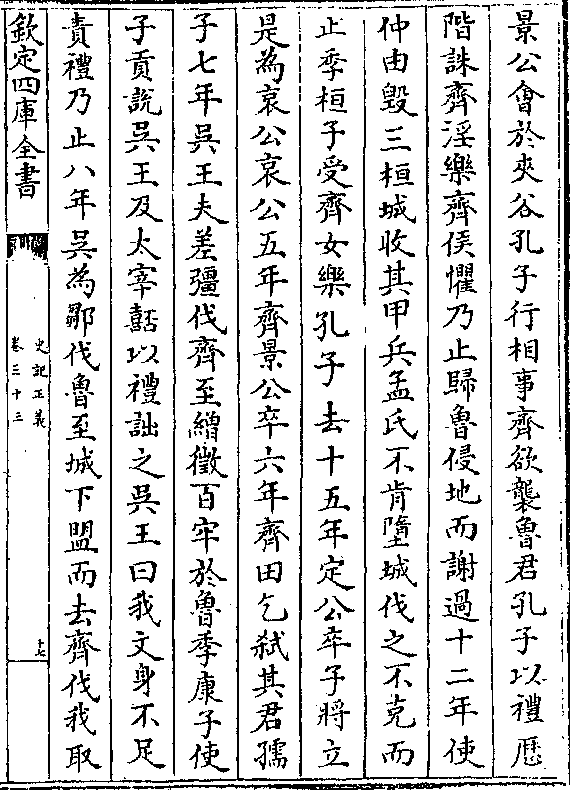 景公會於夾谷孔子行相事齊欲襲魯君孔子以禮歴
階誅齊淫樂齊侯懼乃止歸魯侵地而謝過十二年使
仲由毀三桓城收其甲兵孟氏不肯墮城伐之不克而
止季桓子受齊女樂孔子去十五年定公卒子將立
是為哀公哀公五年齊景公卒六年齊田乞弒其君孺
子七年吳王夫差彊伐齊至繒徵百牢於魯季康子使
子貢說吳王及太宰嚭以禮詘之吳王曰我文身不足
責禮乃止八年吳為鄒伐魯至城下盟而去齊伐我取
欽定四庫全書
史記正義
卷三十三
十七